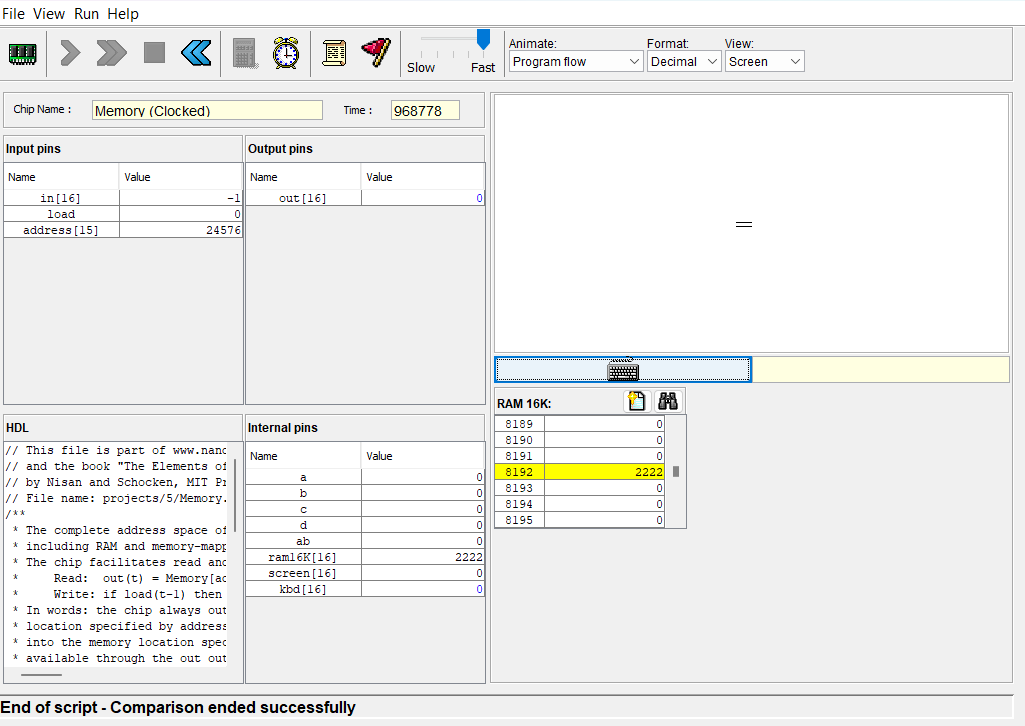 File View Run Help
Slow Fast
Animate: Format: View:
Program flow Decimal Screen
Chip Name : Memory (Clocked) Time : 968778
Input pins
Name Value
in[16] -1
load 0
address[15] 24576
Output pins
Name Value
out[16] 0
HDL
// This file is part of www.nand
// and the book "The Elements of
// by Nisan and Schocken, MIT Pr
// File name: projects/5/Memory.
/**
* The complete address space of
* including RAM and memory-mapp
* The chip facilitates read and
* Read: out(t) = Memory[ad
* Write: if load(t-1) then
* In words: the chip always out
* location specified by address
* into the memory location spec
* available through the out out
Internal pins
Name Value
a 0
b 0
c 0
d 0
ab 0
ram16K[16] 2222
screen[16] 0
kbd[16] 0
RAM 16K:
8189 0
8190 0
8191 0
8192 2222
8193 0
8194 0
8195 0
End of script - Comparison ended successfully